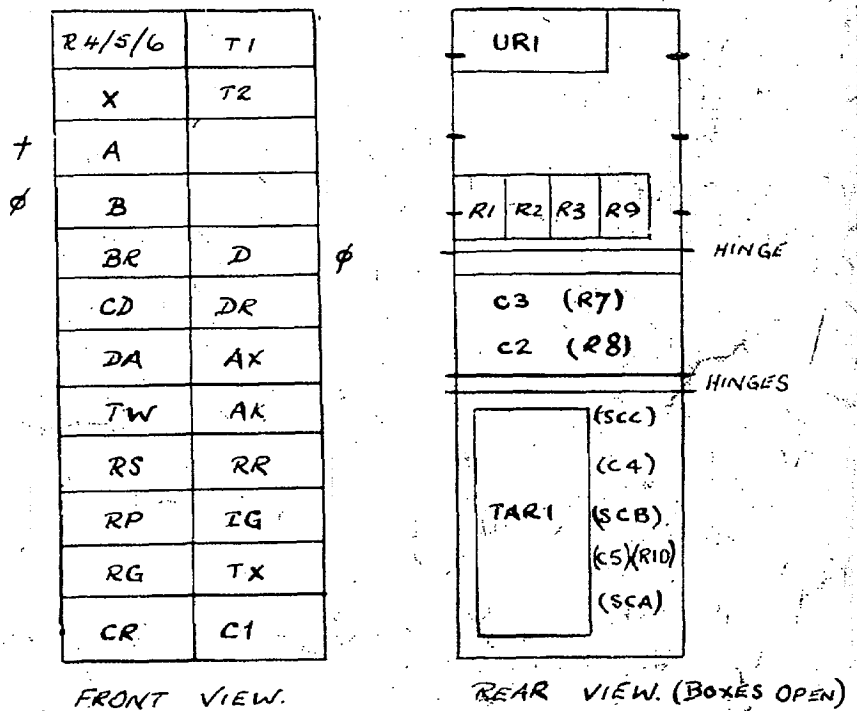 R4/5/6 T1
X T2
† A
ϕ B
BR D ϕ
CD DR
DA AX
TW AK
RS RR
RP IG
RG TX
CR C1
FRONT VIEW.
UR1
R1 R2 R3 R9
HINGE
C3 (R7)
C2 (R8)
HINGES
(SCC)
(C4)
TAR1 (SCB)
(C5)(R10)
(SCA)
REAR VIEW. (BOXES OPEN)